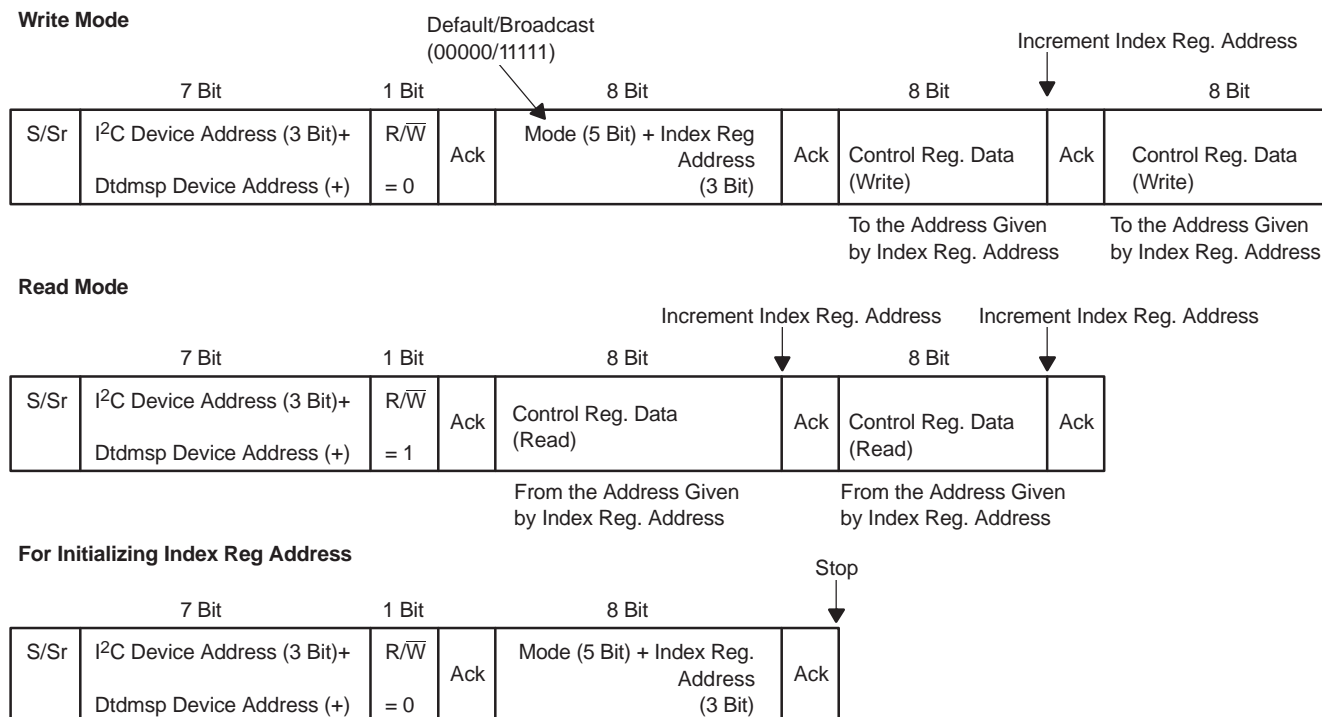 Write Mode
Default/Broadcast
(00000/11111)
Increment Index Reg. Address
7 Bit 1 Bit 8 Bit 8 Bit 8 Bit
S/Sr
I2C Device Address (3 Bit)+
Dtdmsp Device Address (+)
R/W̅
= 0
Ack
Mode (5 Bit) + Index Reg
Address
(3 Bit)
Ack
Control Reg. Data
(Write)
Ack
Control Reg. Data
(Write)
To the Address Given
by Index Reg. Address
To the Address Given
by Index Reg. Address
Read Mode
Increment Index Reg. Address Increment Index Reg. Address
7 Bit 1 Bit 8 Bit 8 Bit
S/Sr
I2C Device Address (3 Bit)+
Dtdmsp Device Address (+)
R/W̅
= 1
Ack
Control Reg. Data
(Read)
Ack
Control Reg. Data
(Read)
Ack
From the Address Given
by Index Reg. Address
From the Address Given
by Index Reg. Address
For Initializing Index Reg Address
Stop
7 Bit 1 Bit 8 Bit
S/Sr
I2C Device Address (3 Bit)+
Dtdmsp Device Address (+)
R/W̅
= 0
Ack
Mode (5 Bit) + Index Reg.
Address
(3 Bit)
Ack